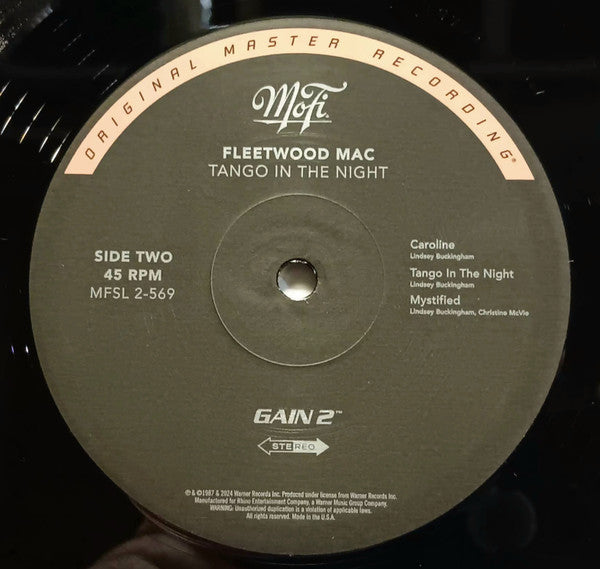 ORIGINAL MASTER RECORDING®
MoFi®
FLEETWOOD MAC
TANGO IN THE NIGHT
SIDE TWO
45 RPM
MFSL 2-569
Caroline
Lindsey Buckingham
Tango In The Night
Lindsey Buckingham
Mystified
Lindsey Buckingham, Christine McVie
GAIN 2™
STEREO
℗ & ©1987 & 2024 Warner Records Inc. Produced under license from Warner Records Inc.
Manufactured for Rhino Entertainment Company, a Warner Music Group Company.
WARNING: Unauthorized duplication is a violation of applicable laws.
All rights reserved. Made in the U.S.A.